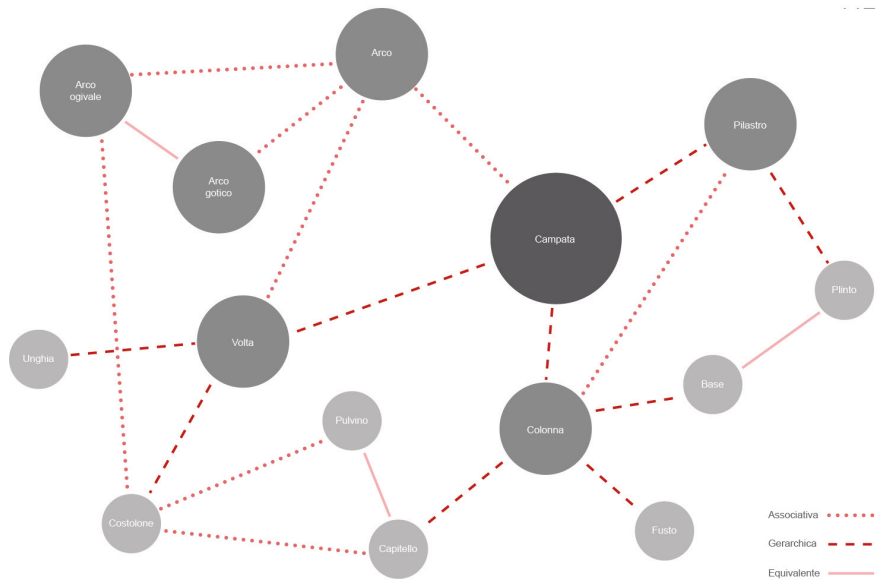 Arco
Arco
ogivale
Pilastro
Arco
gotico
Campata
Plinto
Volta
Unghia
Base
Pulvino
Colonna
Costolone
Capitello
Fusto
Associativa
Gerarchica
Equivalente